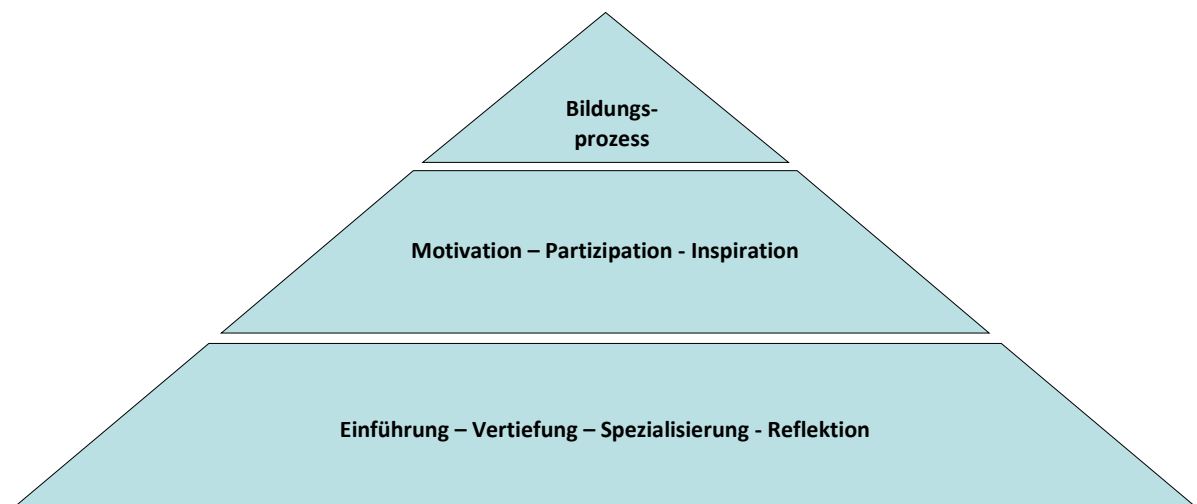 Bildungs-
prozess
Motivation – Partizipation - Inspiration
Einführung – Vertiefung – Spezialisierung - Reflektion